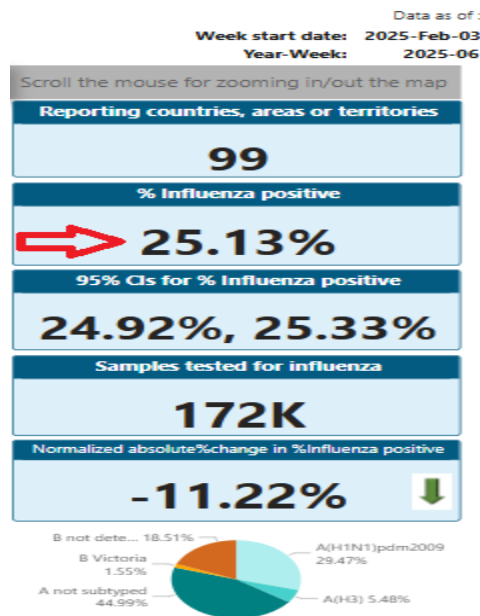 Data as of :
Week start date: 2025-Feb-03
Year-Week: 2025-06
Scroll the mouse for zooming in/out the map
Reporting countries, areas or territories
99
% Influenza positive
25.13%
95% CIs for % Influenza positive
24.92%, 25.33%
Samples tested for influenza
172K
Normalized absolute%change in %Influenza positive
-11.22%
B not dete... 18.51%
A(H1N1)pdm2009
29.47%
B Victoria
1.55%
A not subtyped
44.99%
A(H3) 5.48%